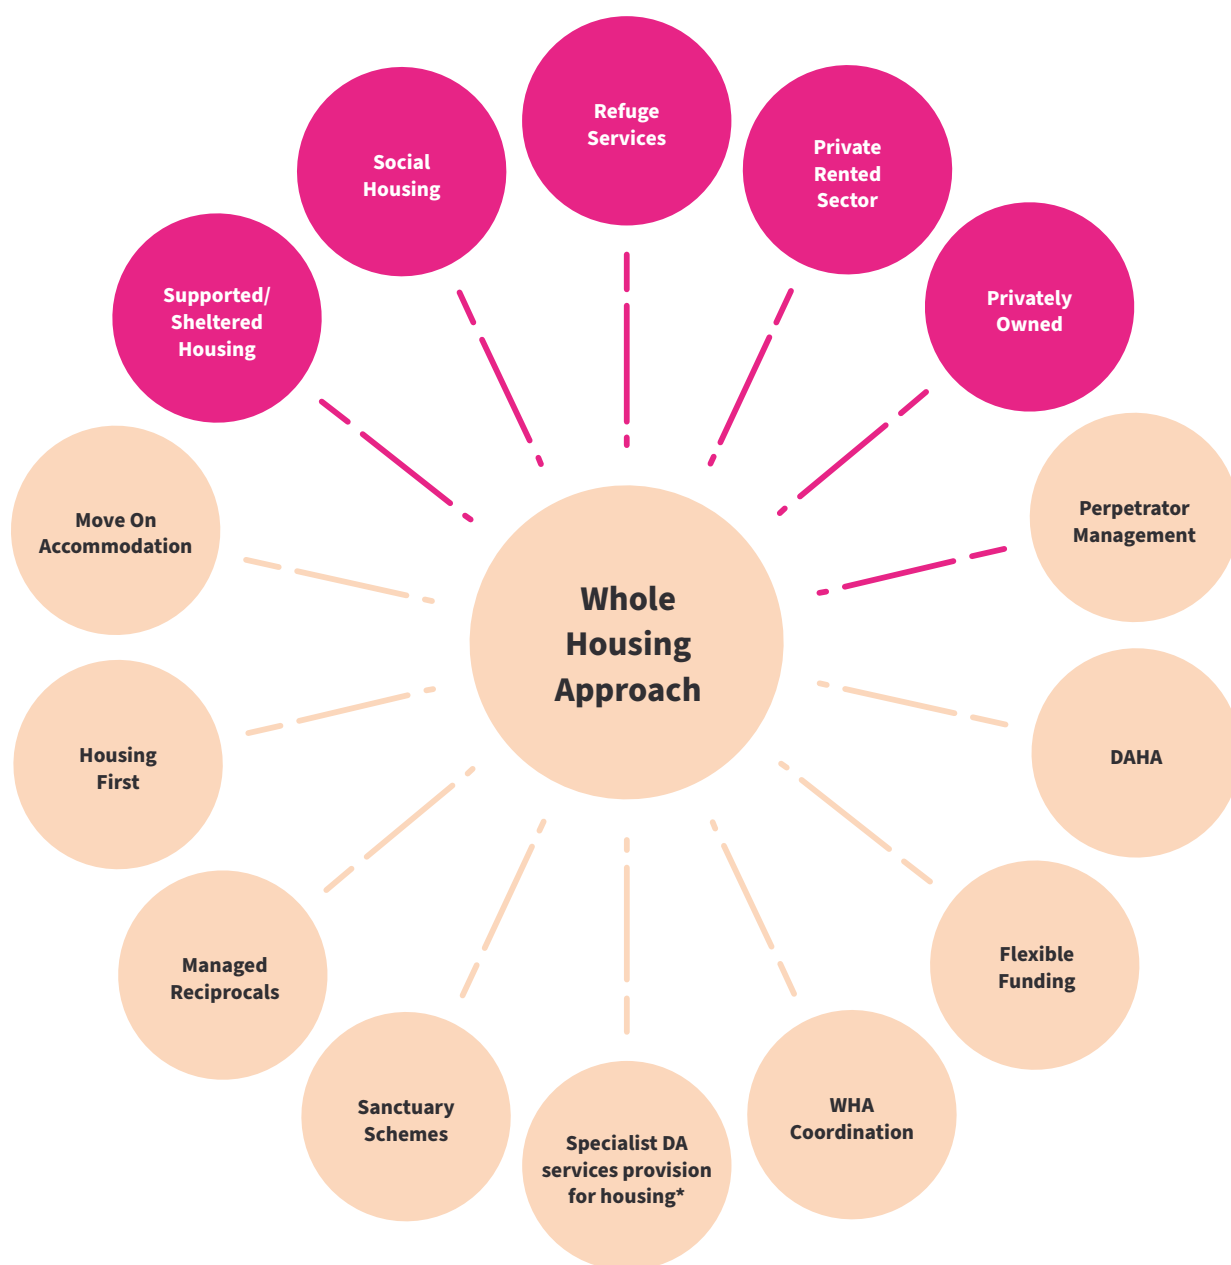 Refuge
Services
Private
Rented
Sector
Privately
Owned
Perpetrator
Management
DAHA
Flexible
Funding
WHA
Coordination
Specialist DA
services provision
for housing*
Sanctuary
Schemes
Managed
Reciprocals
Housing
First
Move On
Accommodation
Supported/
Sheltered
Housing
Social
Housing
Whole
Housing
Approach